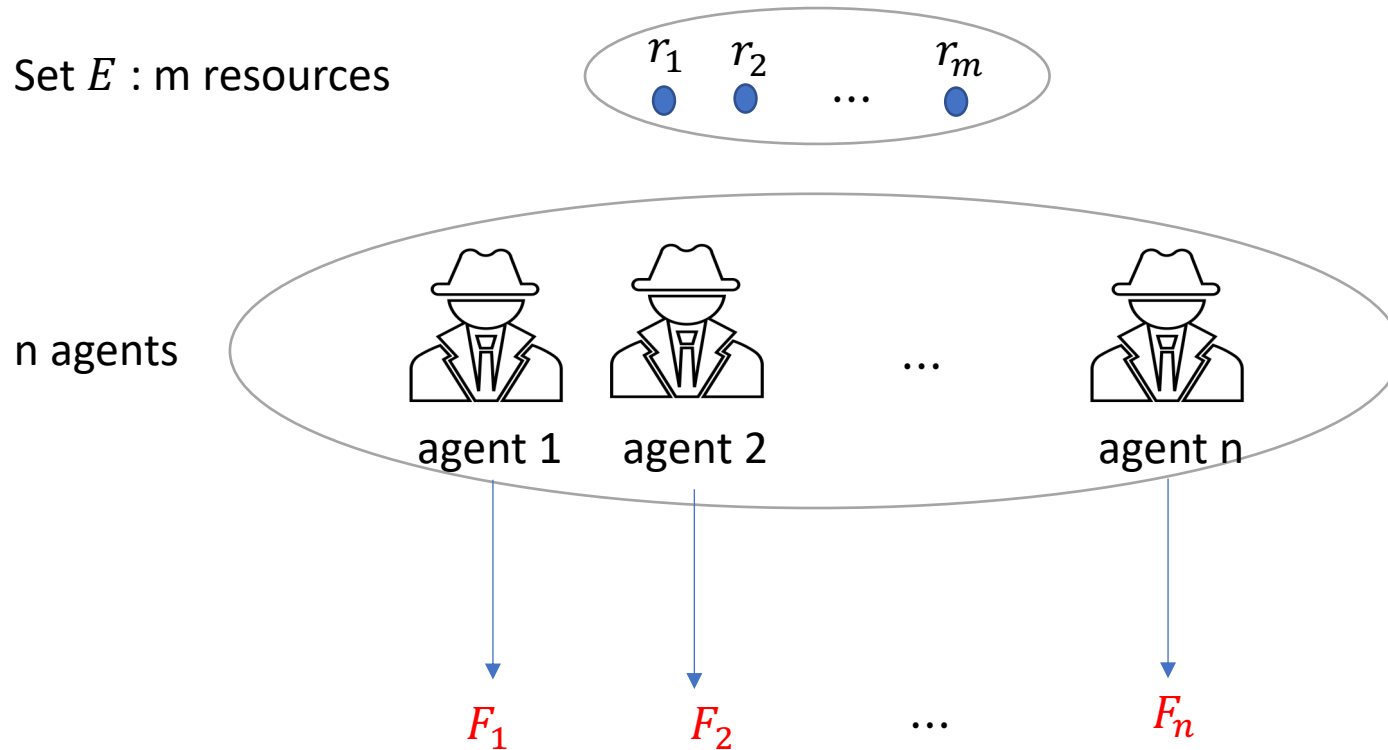 Set E : m resources
r₁ r₂ ... rₘ
n agents
...
agent 1 agent 2 agent n
F₁ F₂ ... Fₙ